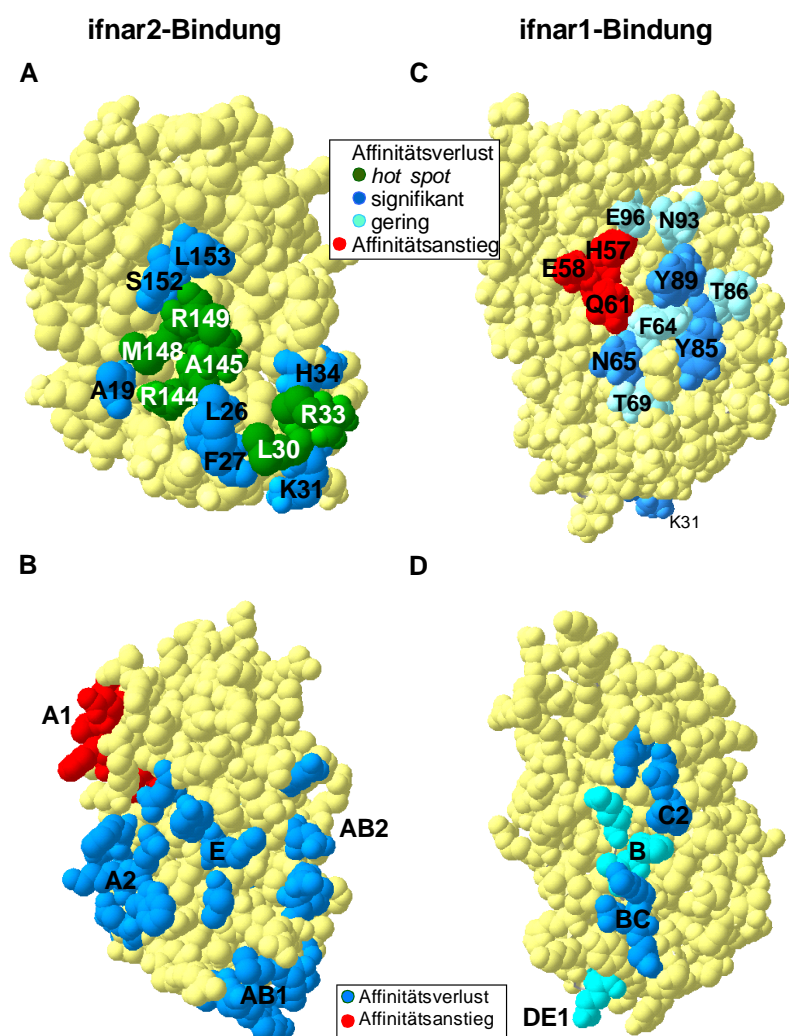 ifnar2-Bindung
ifnar1-Bindung
A
C
Affinitätsverlust
hot spot
signifikant
gering
Affinitätsanstieg
L153
S152
R149
M148
A145
A19
R144
H34
L26
R33
L30
F27
K31
E96
N93
H57
E58
Y89
T86
Q61
F64
Y85
N65
T69
K31
B
D
A1
AB2
E
A2
AB1
C2
B
BC
DE1
Affinitätsverlust
Affinitätsanstieg